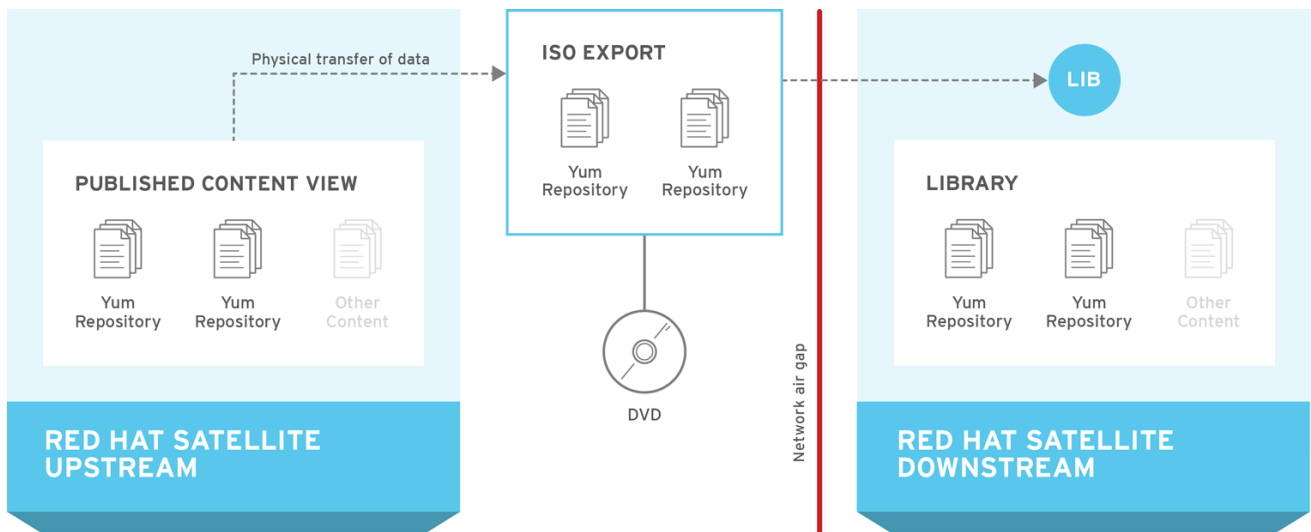 Physical transfer of data
PUBLISHED CONTENT VIEW
Yum
Repository
Yum
Repository
Other
Content
RED HAT SATELLITE
UPSTREAM
ISO EXPORT
Yum
Repository
Yum
Repository
DVD
Network air gap
LIB
LIBRARY
Yum
Repository
Yum
Repository
Other
Content
RED HAT SATELLITE
DOWNSTREAM